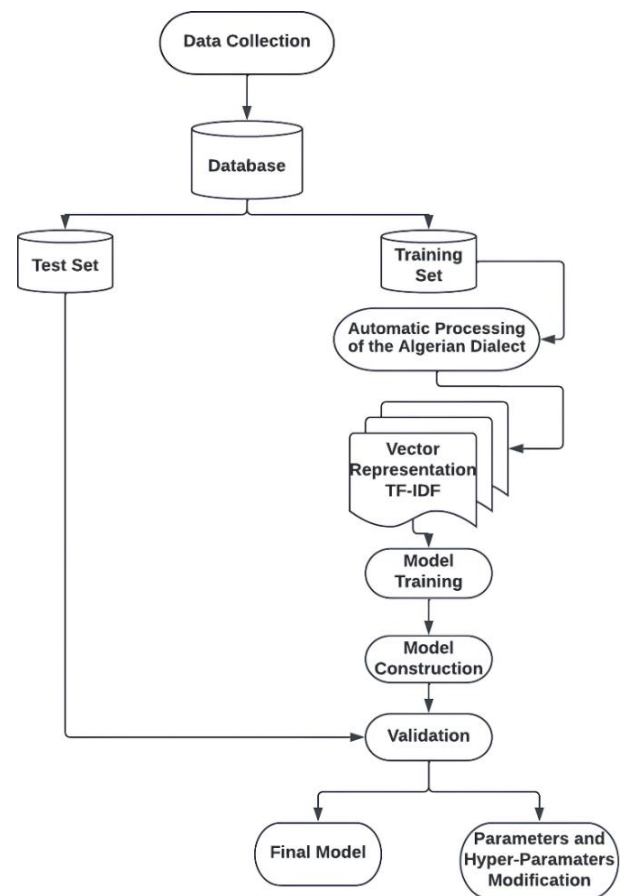 Data Collection
Database
Test Set
Training
Set
Automatic Processing
of the Algerian Dialect
Vector
Representation
TF-IDF
Model
Training
Model
Construction
Validation
Final Model
Parameters and
Hyper-Paramaters
Modification